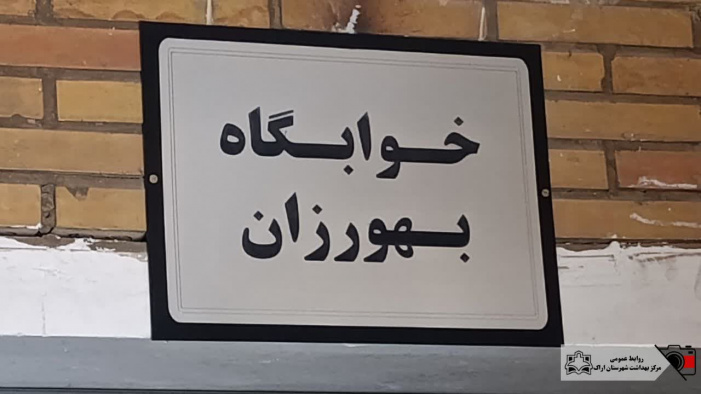 خوابگاه
بهورزان
روابط عمومی
مرکز بهداشت شهرستان اراک